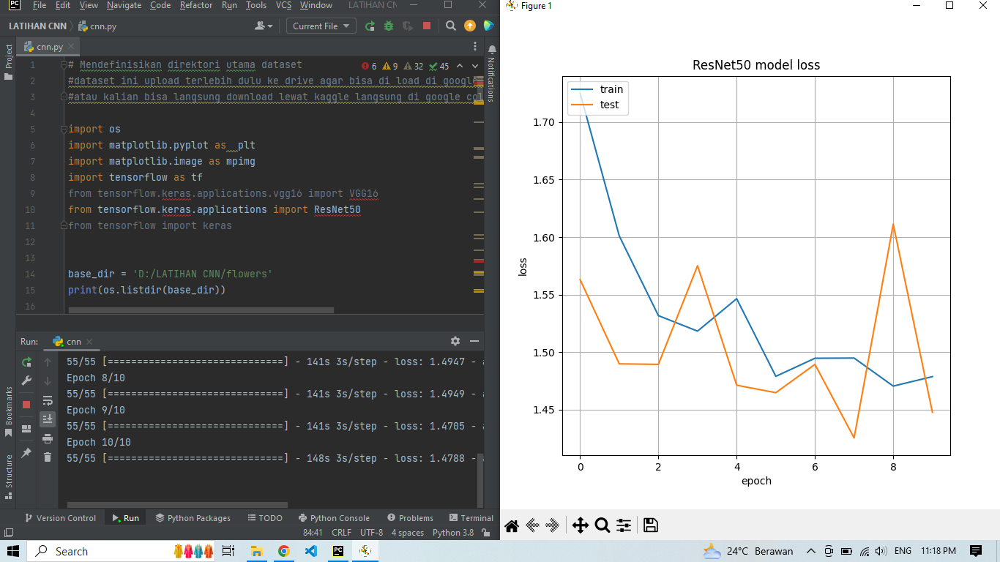 PC File Edit View Navigate Code Refactor Run Tools VCS Window LATIHAN CN
LATIHAN CNN cnn.py Current File
Project
cnn.py
Notifications
6 9 32 45
1 # Mendefinisikan direktori utama dataset
2 #dataset ini upload terlebih dulu ke drive agar bisa di load di google
3 #atau kalian bisa langsung download lewat kaggle langsung di google col
4
5 import os
6 import matplotlib.pyplot as  plt
7 import matplotlib.image as mpimg
8 import tensorflow as tf
9 from tensorflow.keras.applications.vgg16 import VGG16
10 from tensorflow.keras.applications import ResNet50
11 from tensorflow import keras
12
13
14 base_dir = 'D:/LATIHAN CNN/flowers'
15 print(os.listdir(base_dir))
16
Run: cnn
55/55 [==============================] - 141s 3s/step - loss: 1.4947 - a
Epoch 8/10
55/55 [==============================] - 141s 3s/step - loss: 1.4949 - a
Epoch 9/10
55/55 [==============================] - 141s 3s/step - loss: 1.4705 - a
Epoch 10/10
55/55 [==============================] - 148s 3s/step - loss: 1.4788 - a
Bookmarks
Structure
Version Control Run Python Packages TODO Python Console Problems Terminal
84:41 CRLF UTF-8 4 spaces Python 3.8
Figure 1
ResNet50 model loss
train
test
1.70
1.65
1.60
1.55
1.50
1.45
loss
0 2 4 6 8
epoch
Search PC 24°C Berawan ENG 11:18 PM